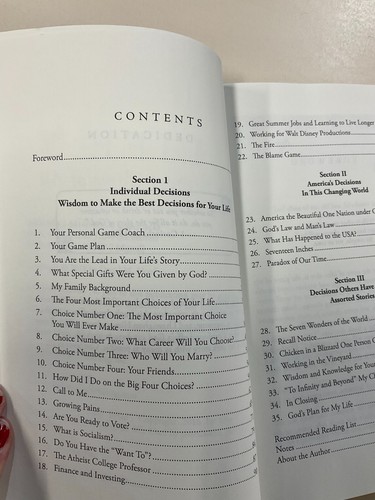 CONTENTS
Foreword
Section 1
Individual Decisions
Wisdom to Make the Best Decisions for Your Life
1. Your Personal Game Coach
2. Your Game Plan
3. You Are the Lead in Your Life's Story
4. What Special Gifts Were You Given by God?
5. My Family Background
6. The Four Most Important Choices of Your Life
7. Choice Number One: The Most Important Choice
You Will Ever Make
8. Choice Number Two: What Career Will You Choose?
9. Choice Number Three: Who Will You Marry?
10. Choice Number Four: Your Friends
11. How Did I Do on the Big Four Choices?
12. Call to Me
13. Growing Pains
14. Are You Ready to Vote?
15. What is Socialism?
16. Do You Have the "Want To"?
17. The Atheist College Professor
18. Finance and Investing
19. Great Summer Jobs and Learning to Live Longer
20. Working for Walt Disney Productions
21. The Fire
22. The Blame Game
Section II
America's Decisions
In This Changing World
23. America the Beautiful One Nation under
24. God's Law and Man's Law
25. What Has Happened to the USA?
26. Seventeen Inches
27. Paradox of Our Time
Section III
Decisions Others Have
Assorted Stories
28. The Seven Wonders of the World
29. Recall Notice
30. Chicken in a Blizzard One Person
31. Working in the Vineyard
32. Wisdom and Knowledge for Your
33. "To Infinity and Beyond" My
34. In Closing
35. God's Plan for My Life
Recommended Reading List
Notes
About the Author